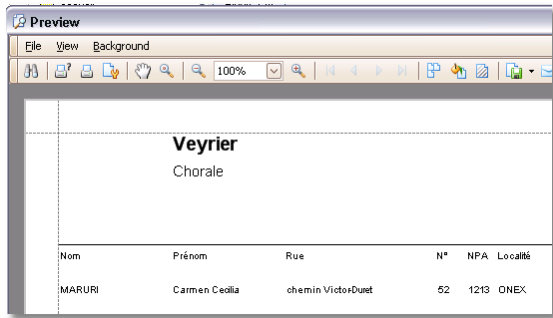 Preview
File View Background
100%
Veyrier
Chorale
Nom Prénom Rue N° NPA Localité
MARURI Carmen Cecilia chemin Victor-Duret 52 1213 ONEX